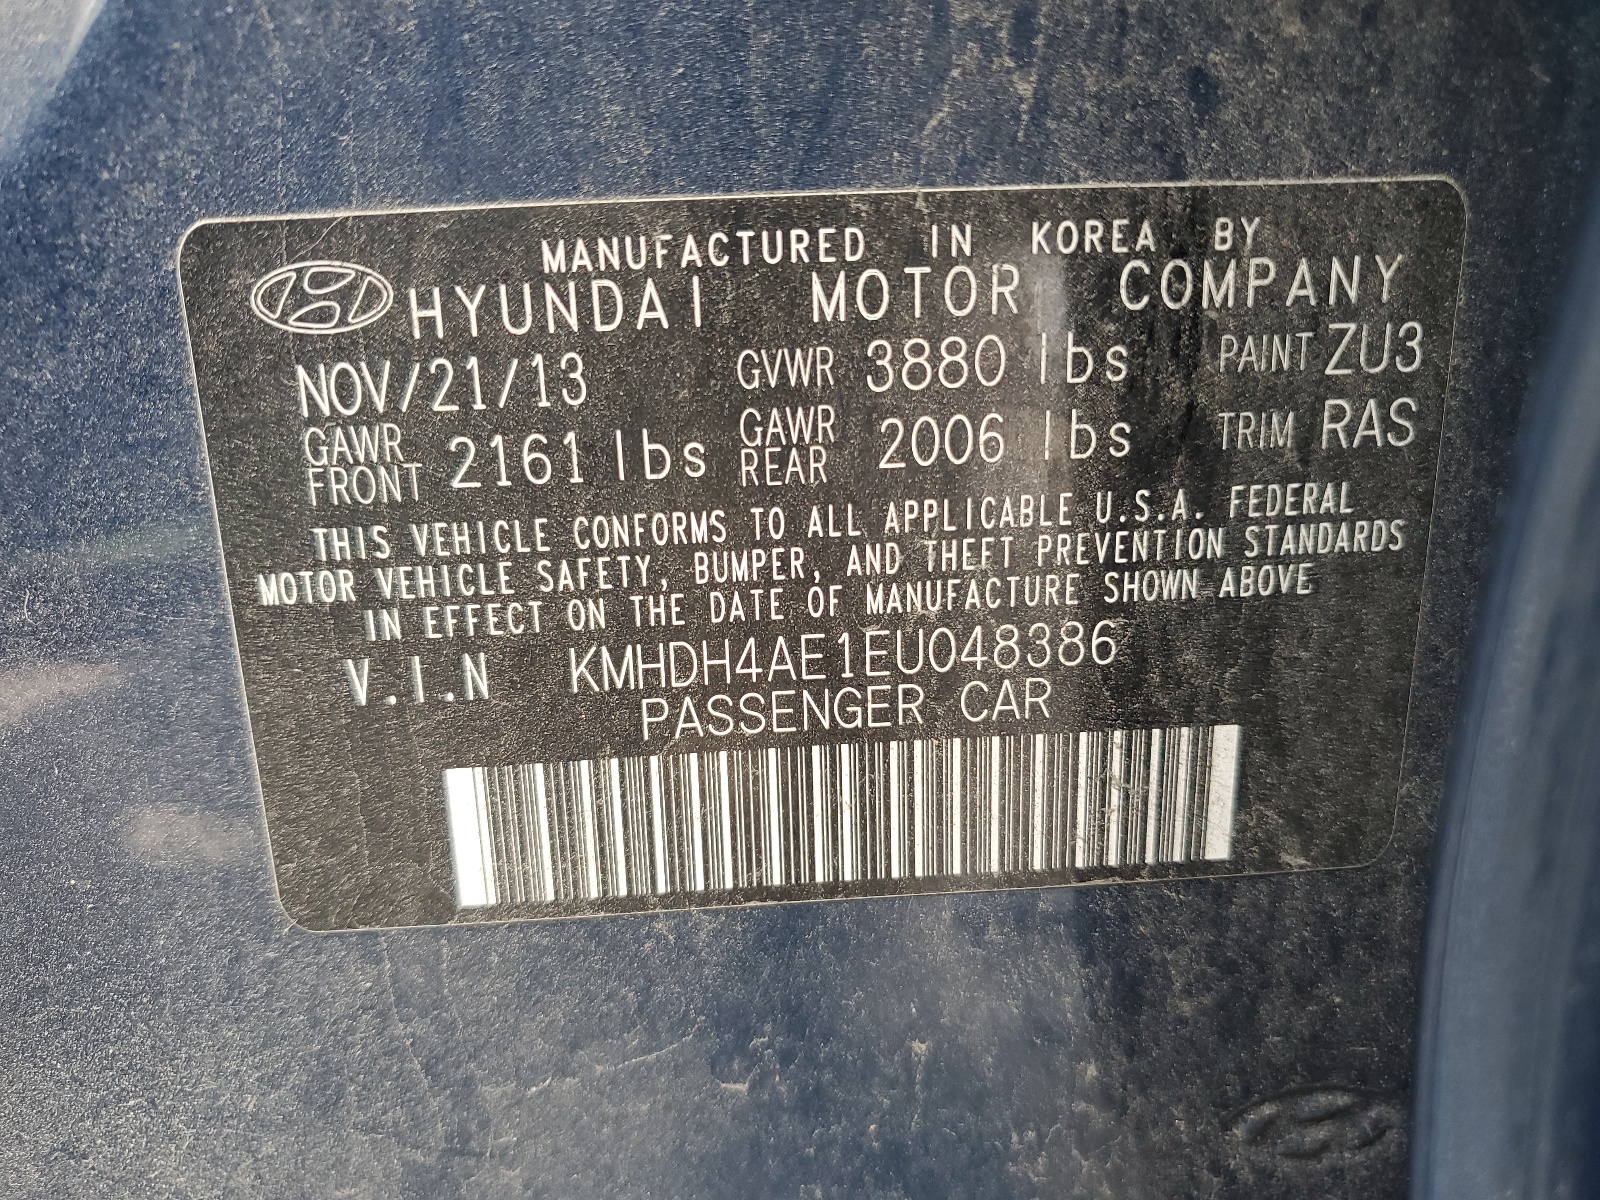 MANUFACTURED IN KOREA BY
HYUNDAI MOTOR COMPANY
NOV/21/13 GVWR 3880 lbs PAINT ZU3
GAWR FRONT 2161 lbs GAWR REAR 2006 lbs TRIM RAS
THIS VEHICLE CONFORMS TO ALL APPLICABLE U.S.A. FEDERAL
MOTOR VEHICLE SAFETY, BUMPER, AND THEFT PREVENTION STANDARDS
IN EFFECT ON THE DATE OF MANUFACTURE SHOWN ABOVE
V.I.N KMHDH4AE1EU048386
PASSENGER CAR